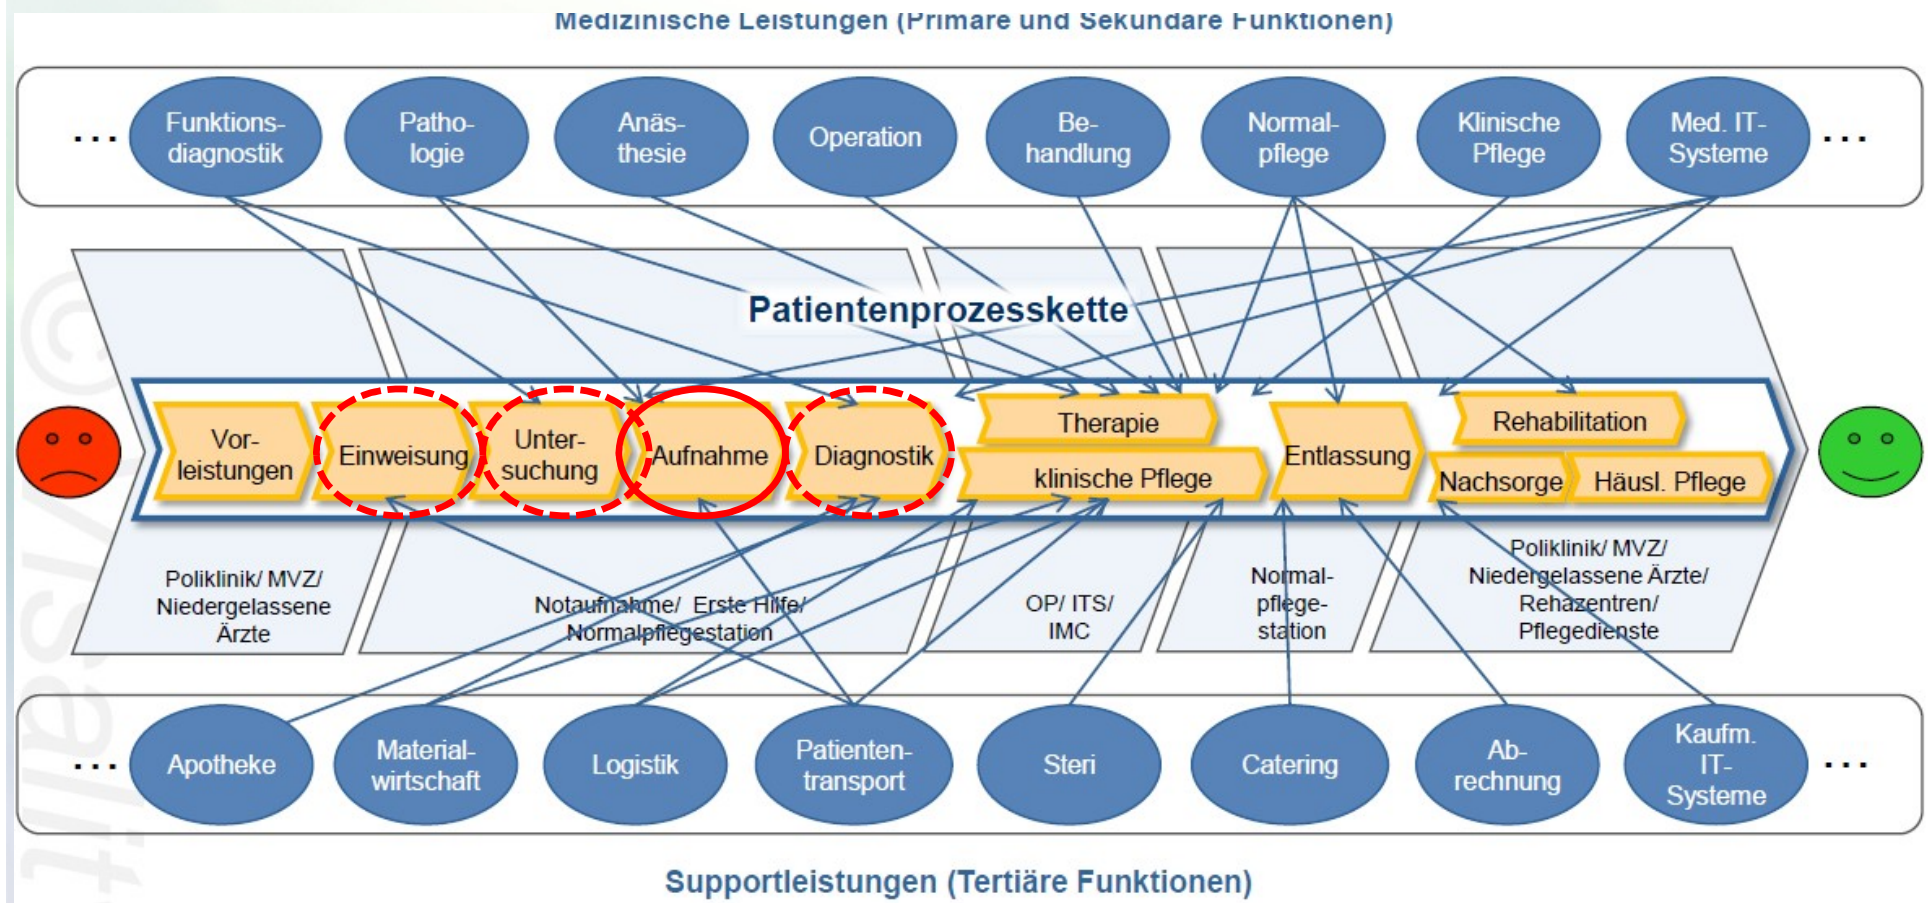 Medizinische Leistungen (Primäre und Sekundäre Funktionen)
...
Funktions-
diagnostik
Patho-
logie
Anäs-
thesie
Operation
Be-
handlung
Normal-
pflege
Klinische
Pflege
Med. IT-
Systeme
...
Patientenprozesskette
Vor-
leistungen
Einweisung
Unter-
suchung
Aufnahme
Diagnostik
Therapie
klinische Pflege
Entlassung
Rehabilitation
Nachsorge
Häusl. Pflege
Poliklinik/ MVZ/
Niedergelassene
Ärzte
Notaufnahme/ Erste Hilfe/
Normalpflegestation
OP/ ITS/
IMC
Normal-
pflege-
station
Poliklinik/ MVZ/
Niedergelassene Ärzte/
Rehazentren/
Pflegedienste
...
Apotheke
Material-
wirtschaft
Logistik
Patienten-
transport
Steri
Catering
Ab-
rechnung
Kaufm.
IT-
Systeme
...
Supportleistungen (Tertiäre Funktionen)